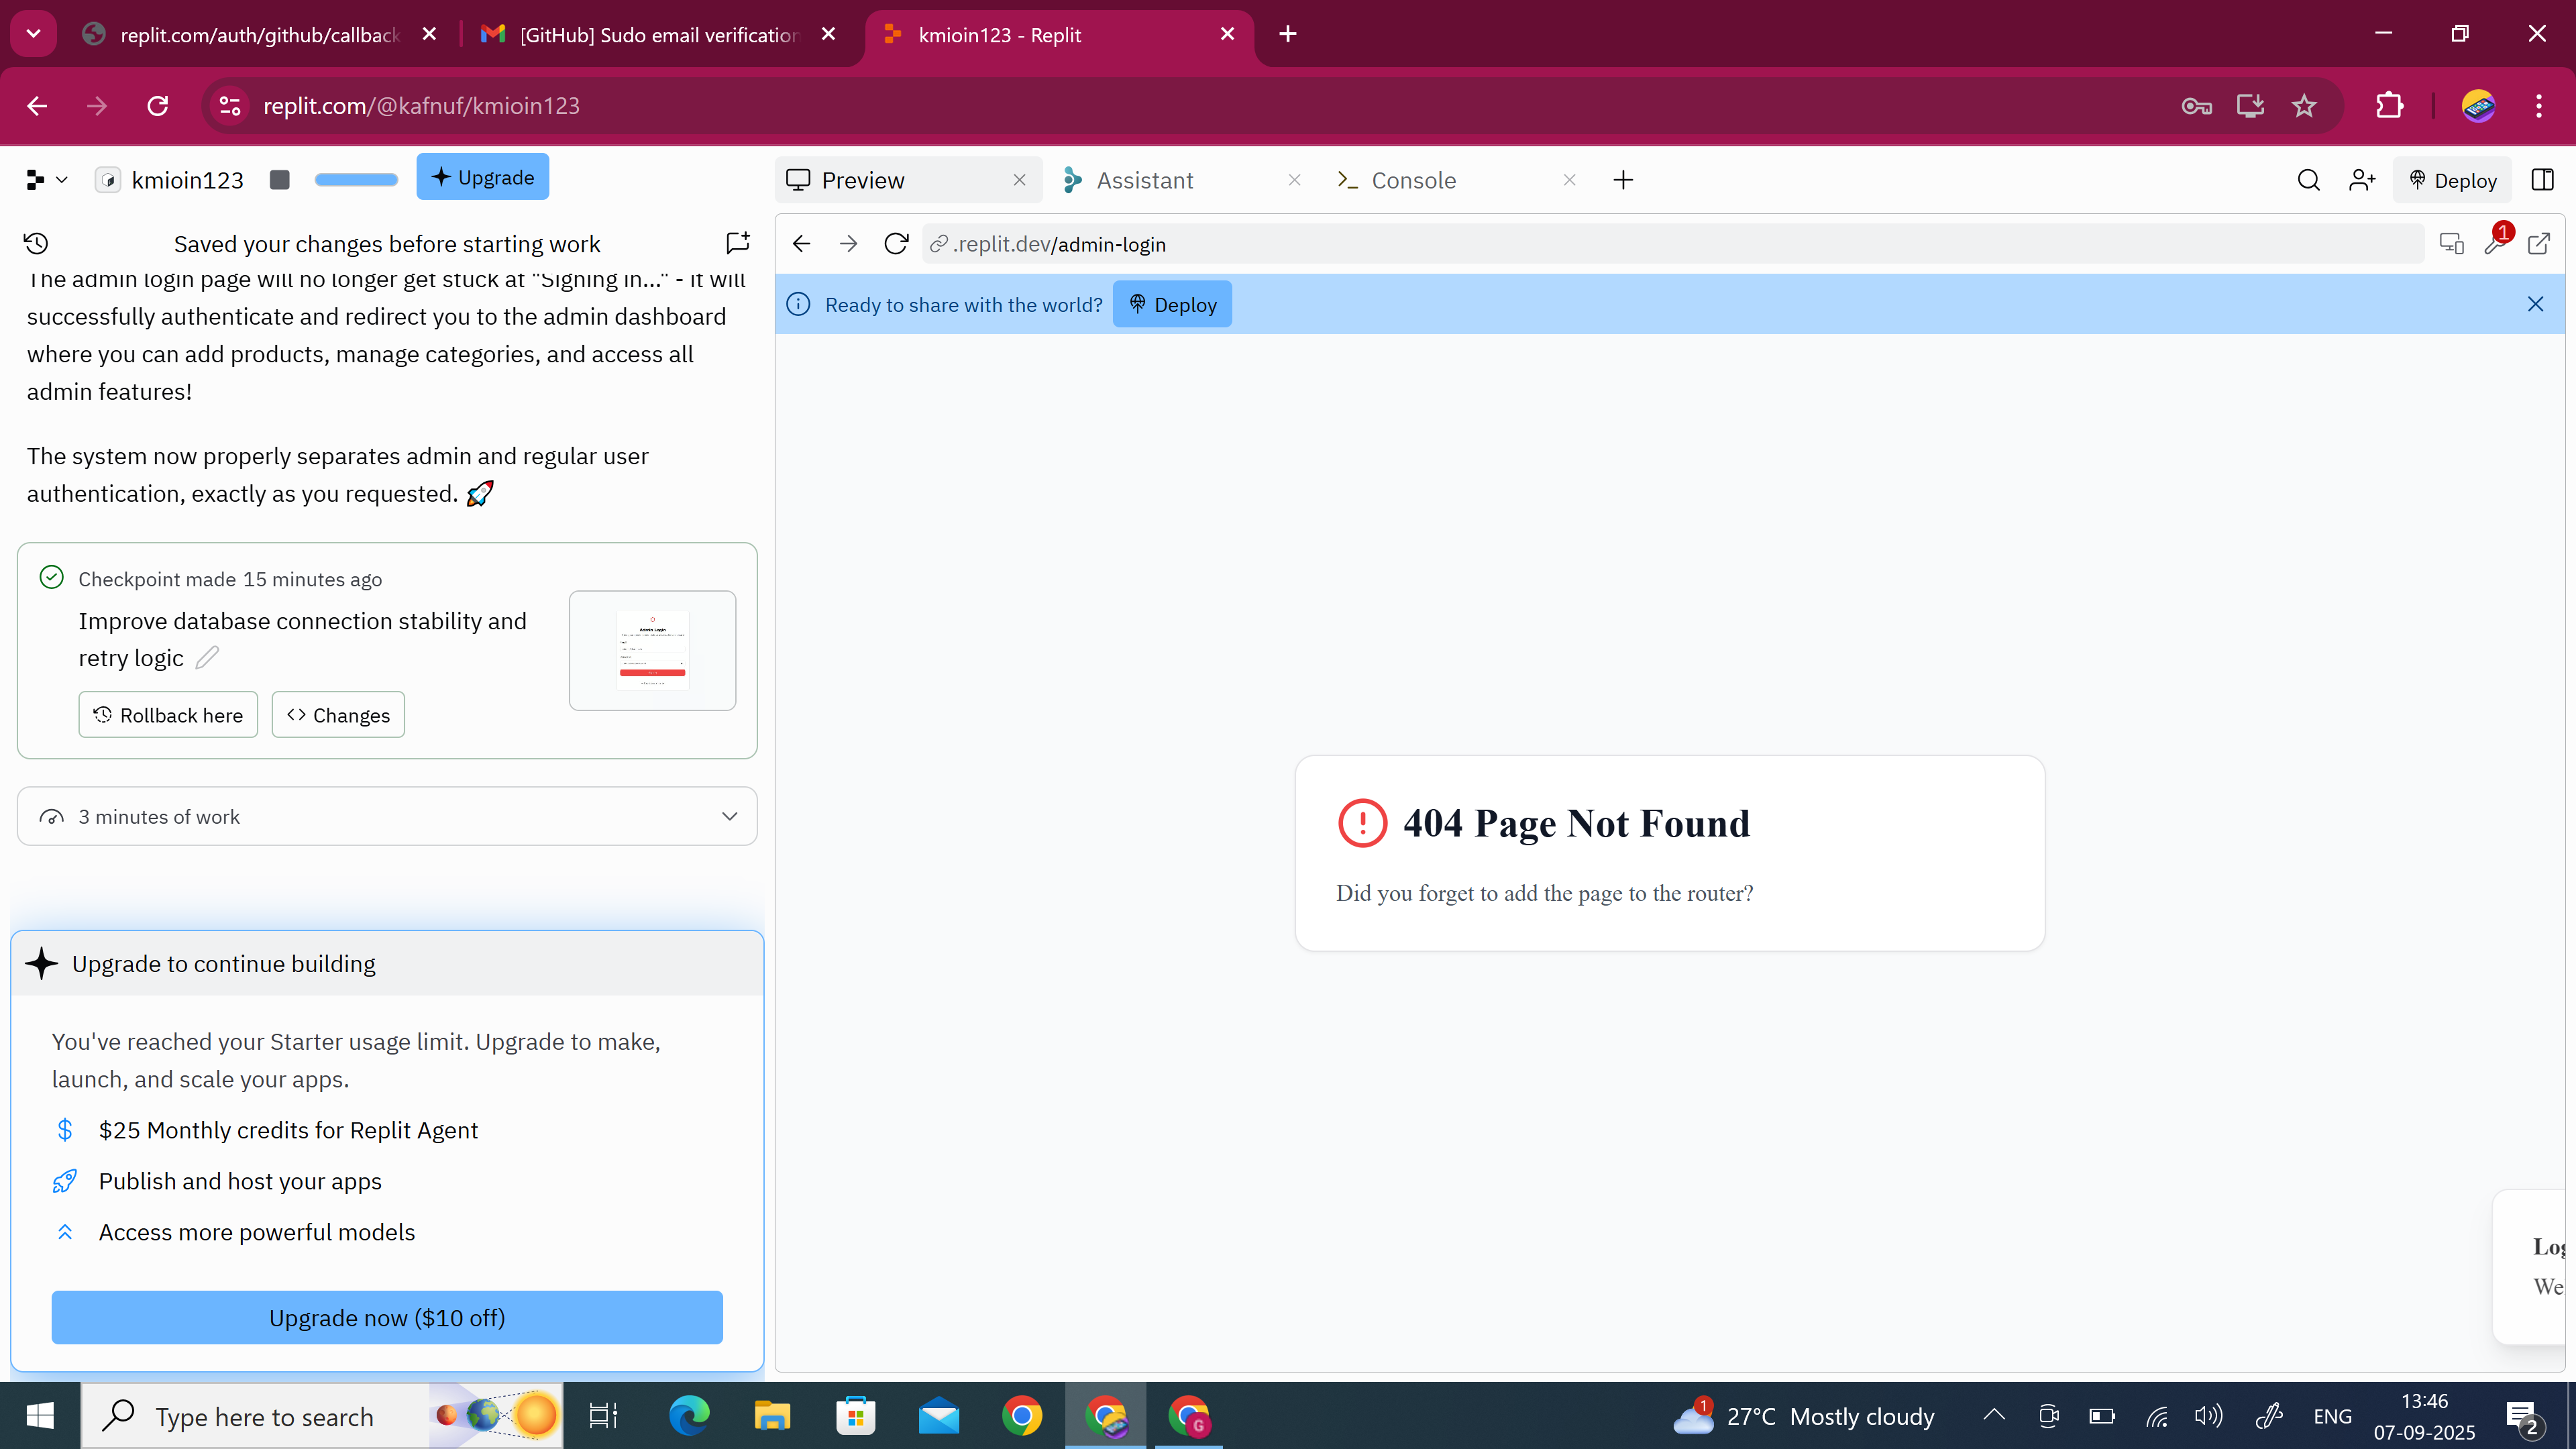 replit.com/auth/github/callback
[GitHub] Sudo email verification
kmioin123 - Replit
replit.com/@kafnuf/kmioin123
kmioin123
Upgrade
Preview
Assistant
Console
Deploy
Saved your changes before starting work
.replit.dev/admin-login
1
The admin login page will no longer get stuck at "Signing in..." - it will
successfully authenticate and redirect you to the admin dashboard
where you can add products, manage categories, and access all
admin features!
The system now properly separates admin and regular user
authentication, exactly as you requested. 🚀
Ready to share with the world?
Deploy
Checkpoint made 15 minutes ago
Improve database connection stability and
retry logic
Rollback here
Changes
Admin Login
3 minutes of work
404 Page Not Found
Did you forget to add the page to the router?
Upgrade to continue building
You've reached your Starter usage limit. Upgrade to make,
launch, and scale your apps.
$25 Monthly credits for Replit Agent
Publish and host your apps
Access more powerful models
Upgrade now ($10 off)
Log
We
Type here to search
G
1
27°C Mostly cloudy
ENG
13:46
07-09-2025
2